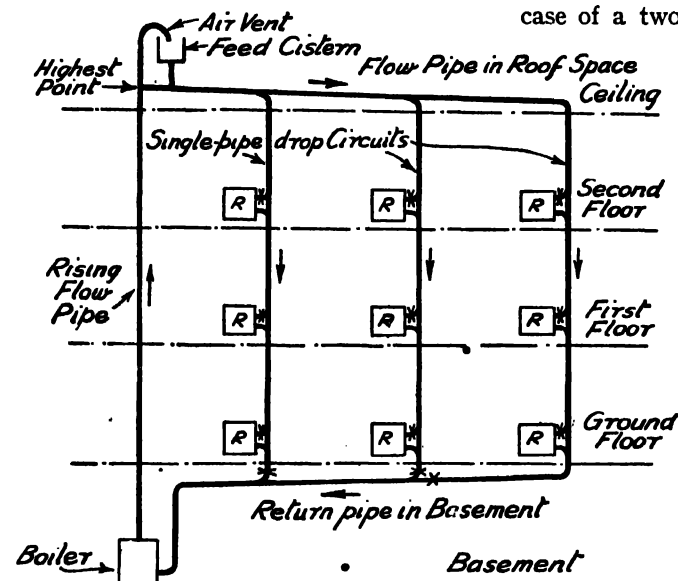 case of a two
Air Vent
Feed Cistern
Highest
Point
Flow Pipe in Roof Space
Ceiling
Single-pipe drop Circuits
R R R
Second
Floor
Rising
Flow
Pipe
R R R
First
Floor
R R R
Ground
Floor
Return pipe in Basement
Boiler
Basement